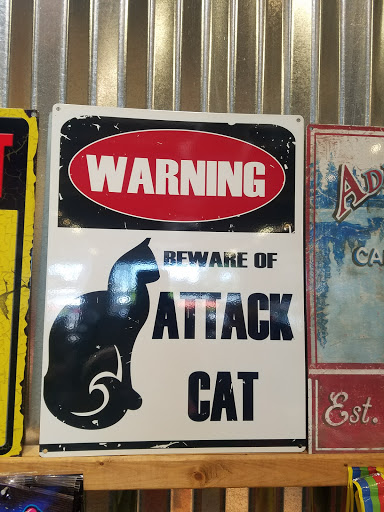 WARNING
BEWARE OF
ATTACK
CAT
Est.